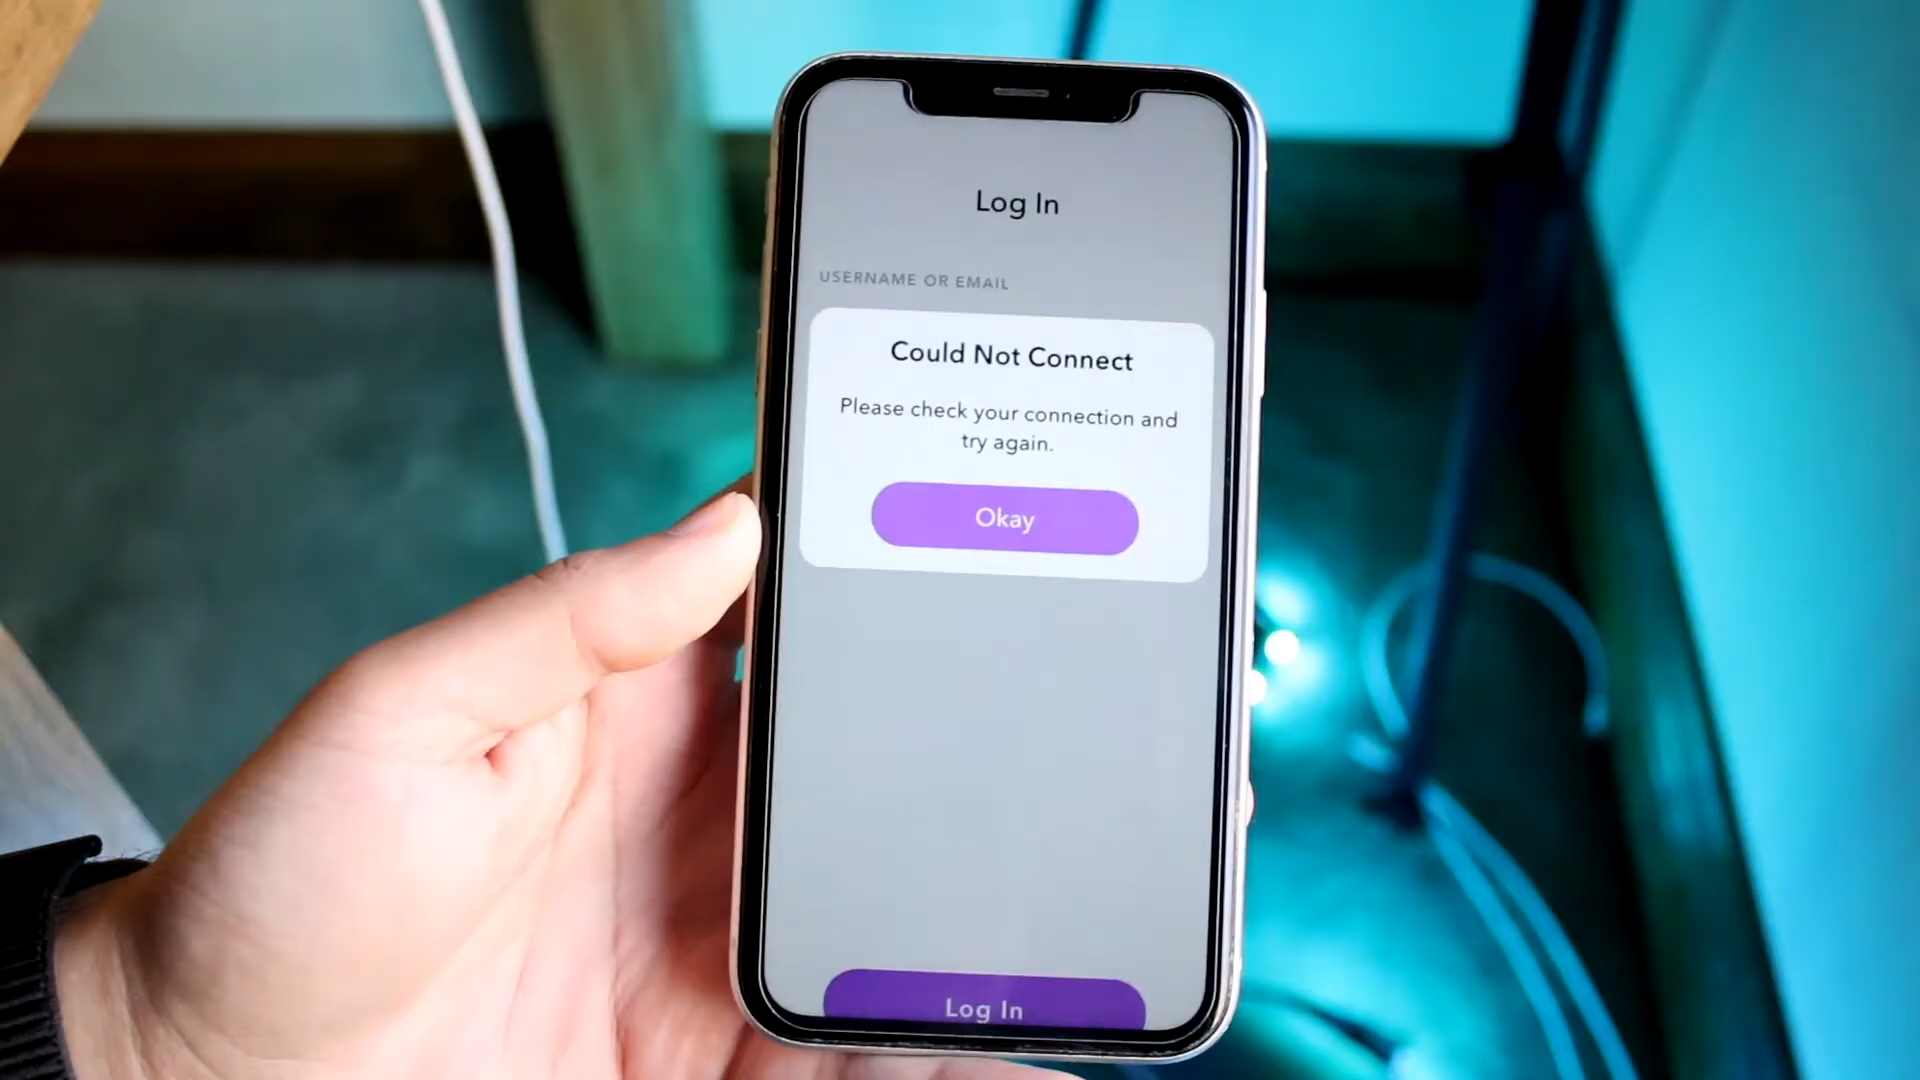 Log In
USERNAME OR EMAIL
Could Not Connect
Please check your connection and
try again.
Okay
Log In